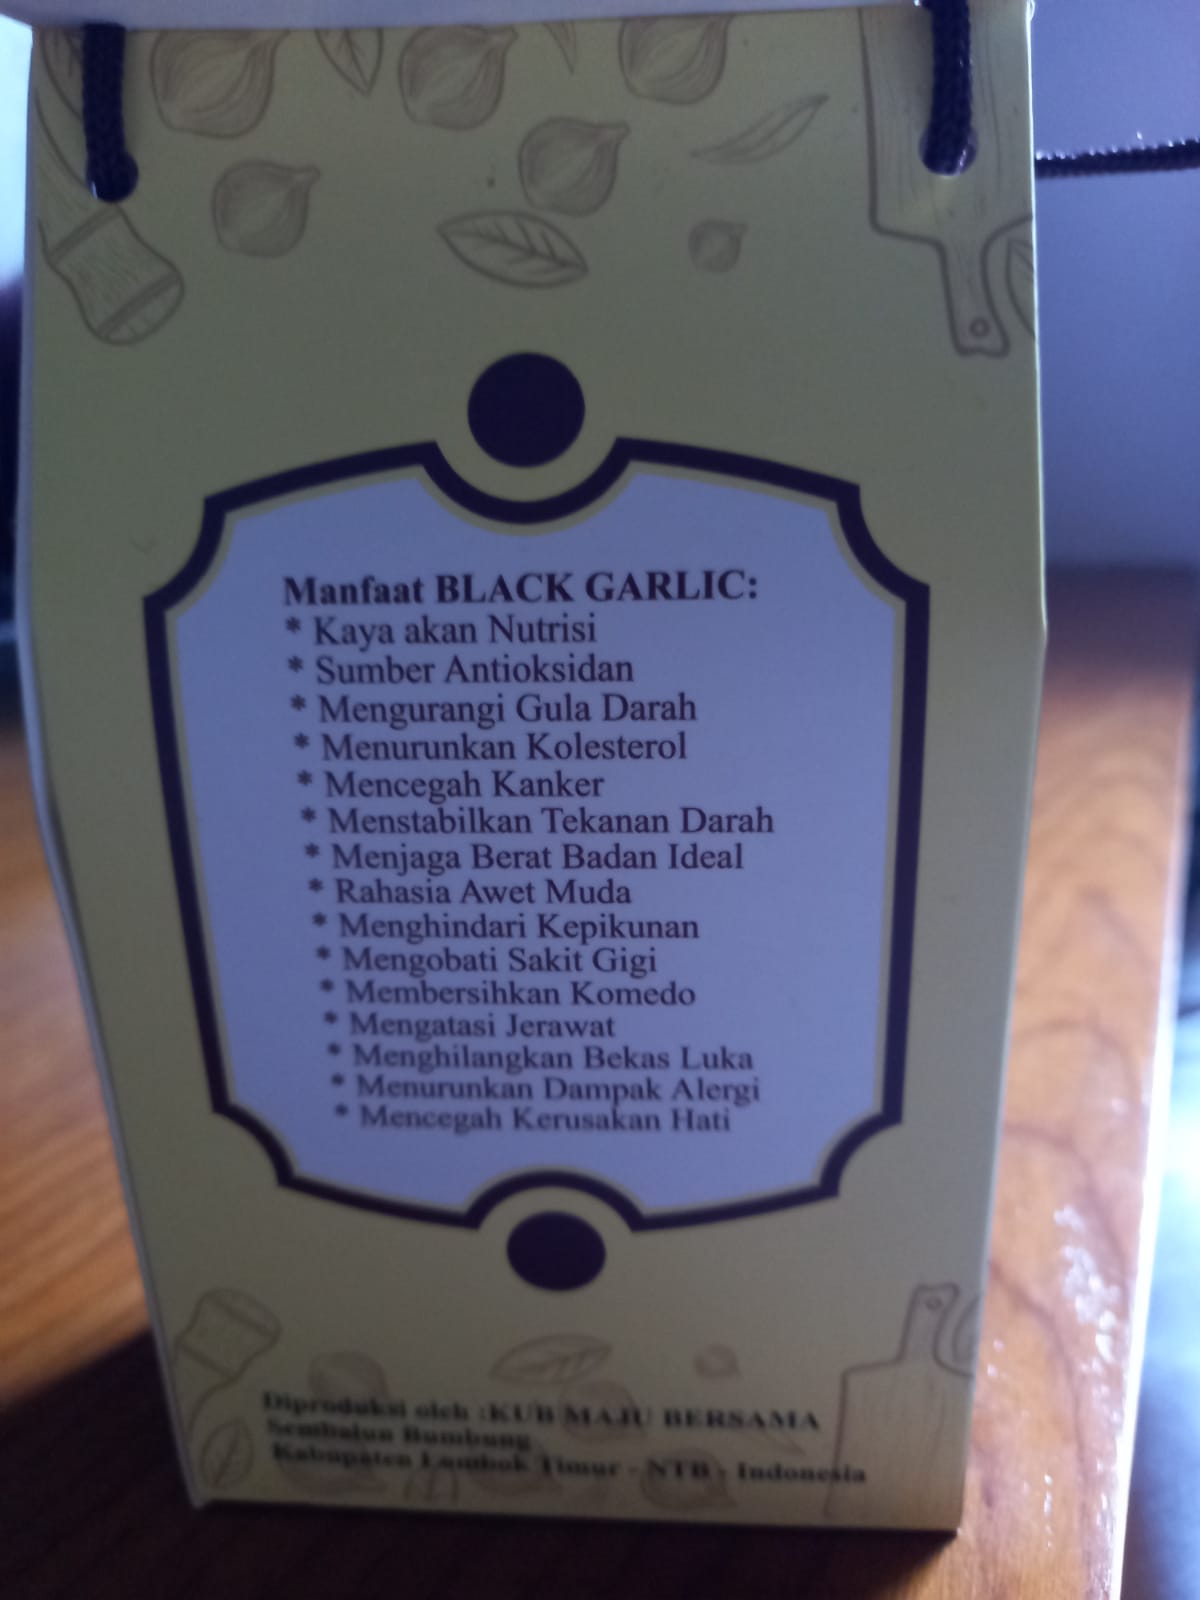 Manfaat BLACK GARLIC:
* Kaya akan Nutrisi
* Sumber Antioksidan
* Mengurangi Gula Darah
* Menurunkan Kolesterol
* Mencegah Kanker
* Menstabilkan Tekanan Darah
* Menjaga Berat Badan Ideal
* Rahasia Awet Muda
* Menghindari Kepikunan
* Mengobati Sakit Gigi
* Membersihkan Komedo
* Mengatasi Jerawat
* Menghilangkan Bekas Luka
* Menurunkan Dampak Alergi
* Mencegah Kerusakan Hati
Diproduksi oleh :KUB MAJU BERSAMA
Sembalun Bumbung
Kabupaten Lombok Timur - NTB - Indonesia